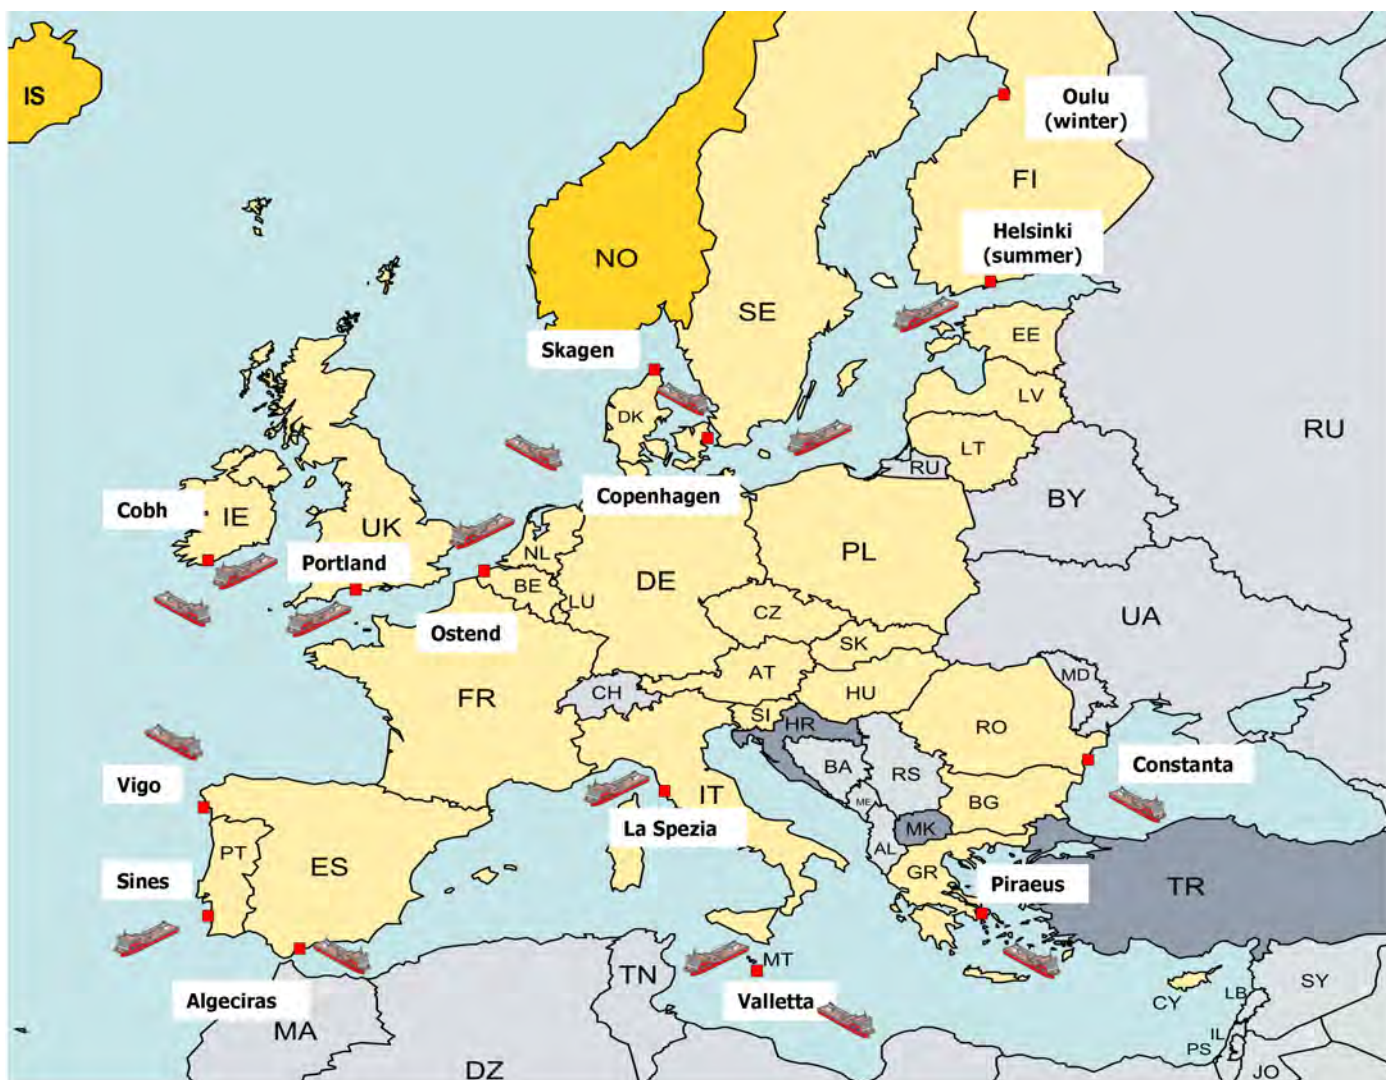 IS
Oulu
(winter)
FI
Helsinki
(summer)
NO
SE
EE
Skagen
LV
DK
LT
RU
RU
BY
Copenhagen
Cobh
IE
UK
Portland
NL
BE
LU
DE
PL
Ostend
CZ
UA
SK
AT
MD
CH
HU
FR
SI
HR
RO
BA
RS
Constanta
Vigo
IT
ME
BG
La Spezia
MK
AL
PT
ES
GR
Sines
Piraeus
TR
MT
TN
SY
Algeciras
Valletta
CY
LB
MA
IL
PS
DZ
JO